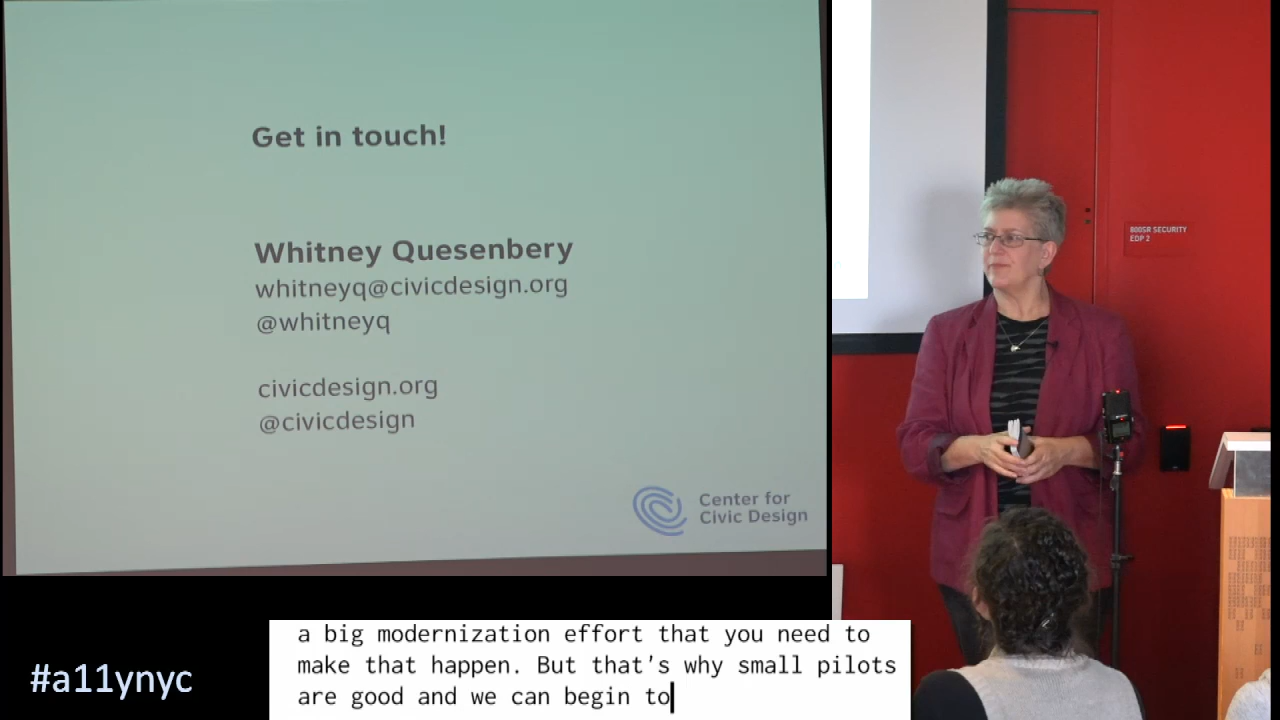 Get in touch!
Whitney Quesenbery
whitneyq@civicdesign.org
@whitneyq
civicdesign.org
@civicdesign
Center for
Civic Design
800SR SECURITY
EDP 2
#a11ynyc
a big modernization effort that you need to
make that happen. But that's why small pilots
are good and we can begin to